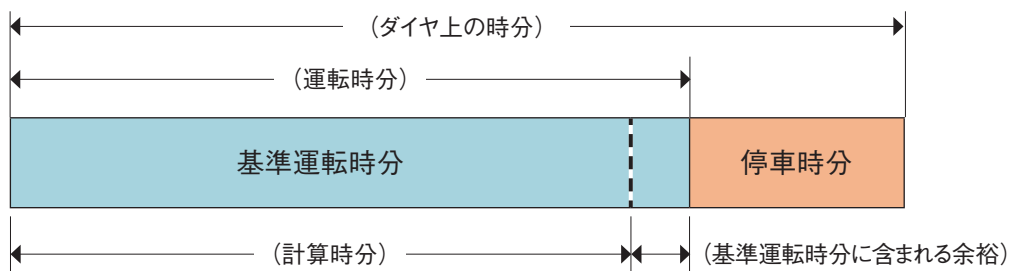 （ダイヤ上の時分）
（運転時分）
基準運転時分
停車時分
（計算時分）
（基準運転時分に含まれる余裕）